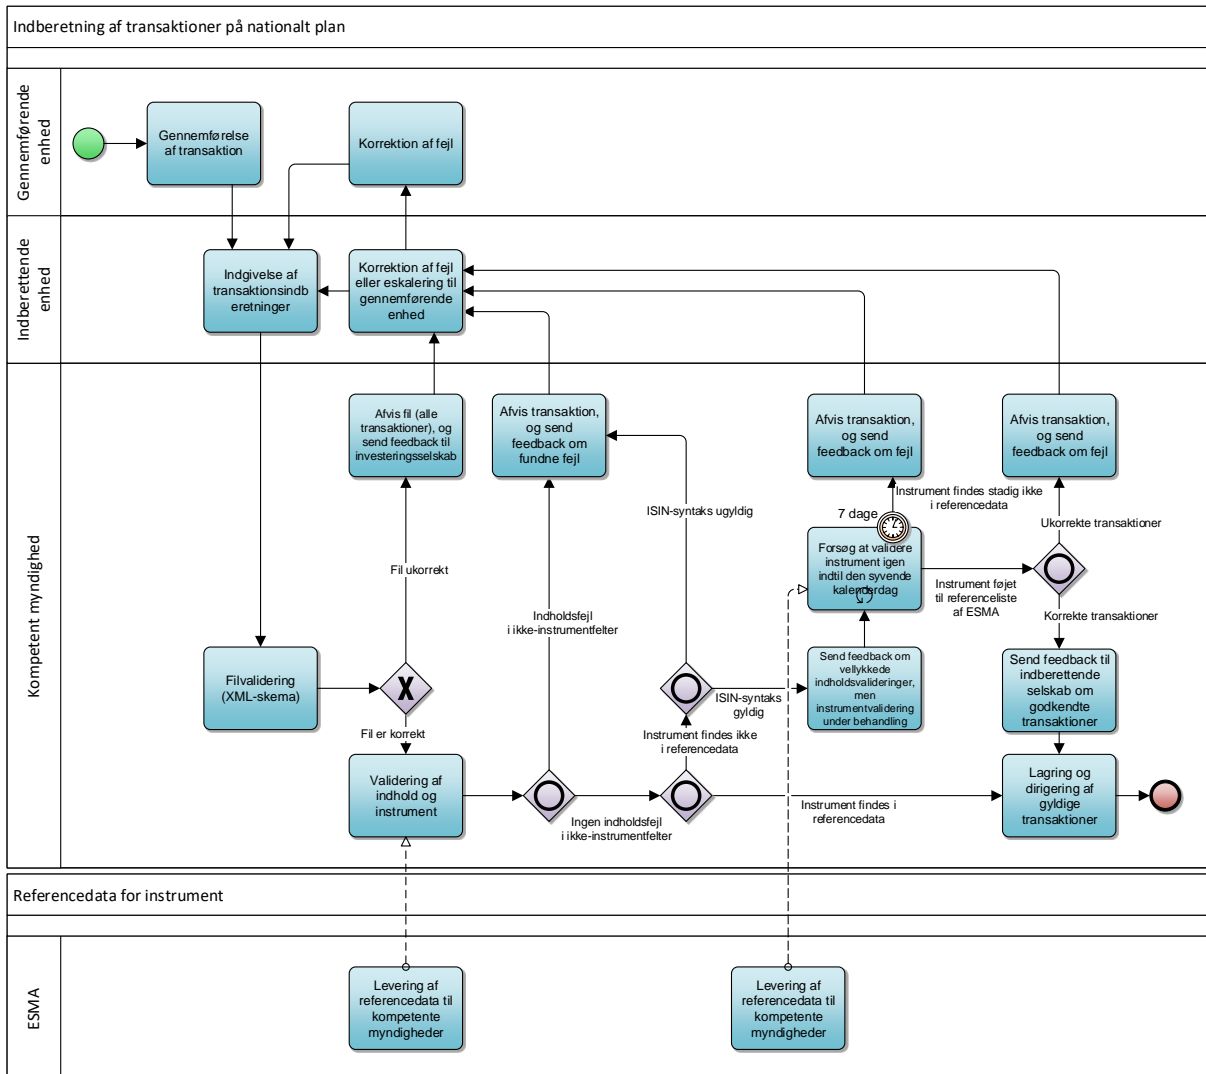 Indberetning af transaktioner på nationalt plan
Gennemførende
enhed
Gennemførelse
af transaktion
Korrektion af fejl
Indberettende
enhed
Indgivelse af
transaktionsindb
eretninger
Korrektion af fejl
eller eskalering til
gennemførende
enhed
Kompetent myndighed
Afvis fil (alle
transaktioner), og
send feedback til
investeringsselskab
Afvis transaktion,
og send
feedback om
fundne fejl
Afvis transaktion,
og send
feedback om fejl
Afvis transaktion,
og send
feedback om fejl
Instrument findes stadig ikke
i referencedata
ISIN-syntaks ugyldig
7 dage
Ukorrekte transaktioner
Forsøg at validere
instrument igen
indtil den syvende
kalenderdag
Fil ukorrekt
Instrument føjet
til referenceliste
af ESMA
Indholdsfejl
i ikke-instrumentfelter
Korrekte transaktioner
Filvalidering
(XML-skema)
ISIN-syntaks
gyldig
Send feedback om
vellykkede
indholdsvalideringer,
men
instrumentvalidering
under behandling
Send feedback til
indberettende
selskab om
godkendte
transaktioner
Fil er korrekt
Instrument findes ikke
i referencedata
Validering af
indhold og
instrument
Ingen indholdsfejl
i ikke-instrumentfelter
Instrument findes i
referencedata
Lagring og
dirigering af
gyldige
transaktioner
Referencedata for instrument
ESMA
Levering af
referencedata til
kompetente
myndigheder
Levering af
referencedata til
kompetente
myndigheder